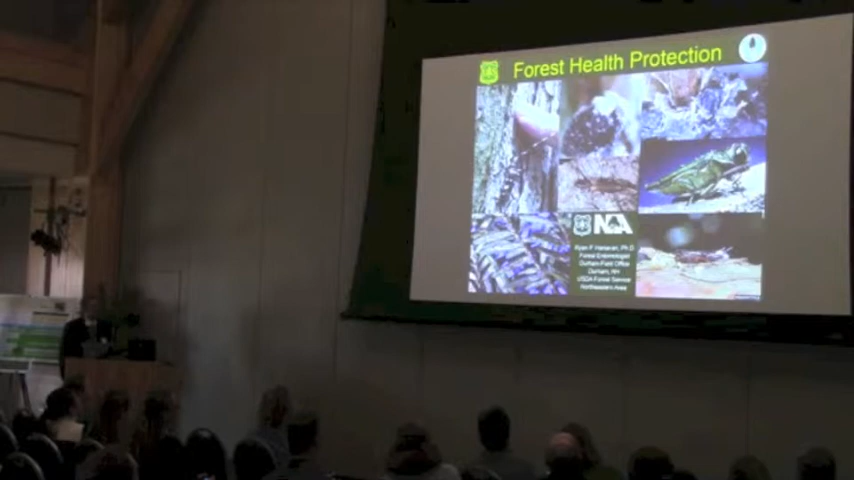 Forest Health Protection
NA
Ryan P Hanavan, Ph.D
Forest Entomologist
Durham Field Office
Durham, NH
USDA Forest Service
Northeastern Area